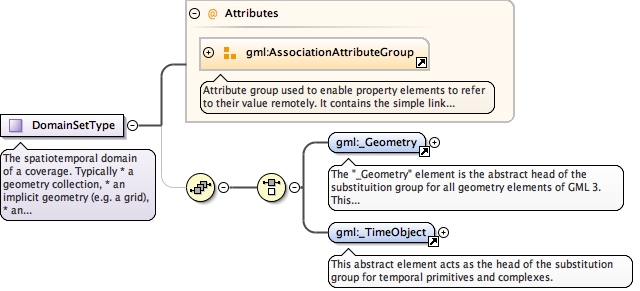 @ Attributes
gml:AssociationAttributeGroup
Attribute group used to enable property elements to refer
to their value remotely. It contains the simple link...
DomainSetType
The spatiotemporal domain
of a coverage. Typically * a
geometry collection, * an
implicit geometry (e.g. a grid),
* an...
gml:_Geometry
The "_Geometry" element is the abstract head of the
substituition group for all geometry elements of GML 3.
This...
gml:_TimeObject
This abstract element acts as the head of the substitution
group for temporal primitives and complexes.